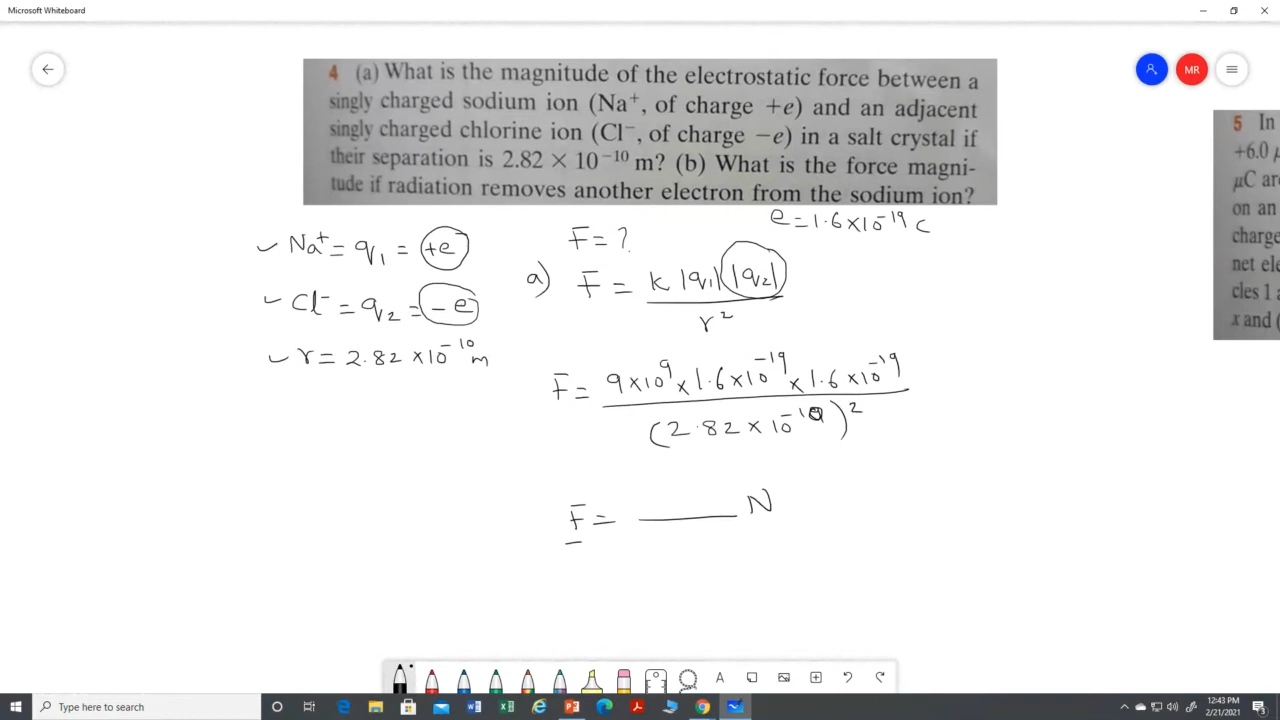 Microsoft Whiteboard
MR
4 (a) What is the magnitude of the electrostatic force between a
singly charged sodium ion (Na⁺, of charge +e) and an adjacent
singly charged chlorine ion (Cl⁻, of charge −e) in a salt crystal if
their separation is 2.82 × 10⁻¹⁰ m? (b) What is the force magni-
tude if radiation removes another electron from the sodium ion?
5 In
+6.0 μ
μC are
on an
charge
net ele
cles 1 a
x and (
e = 1.6×10⁻¹⁹ C
✓ Na⁺ = q₁ = +e
✓ Cl⁻ = q₂ = −e
✓ r = 2.82 ×10⁻¹⁰ m
F = ?
a) F = k |q₁| |q₂|
r²
F = 9×10⁹ × 1.6×10⁻¹⁹ × 1.6×10⁻¹⁹
(2.82 × 10⁻¹⁰)²
F = ______ N
A
Type here to search
12:43 PM
2/21/2021
3